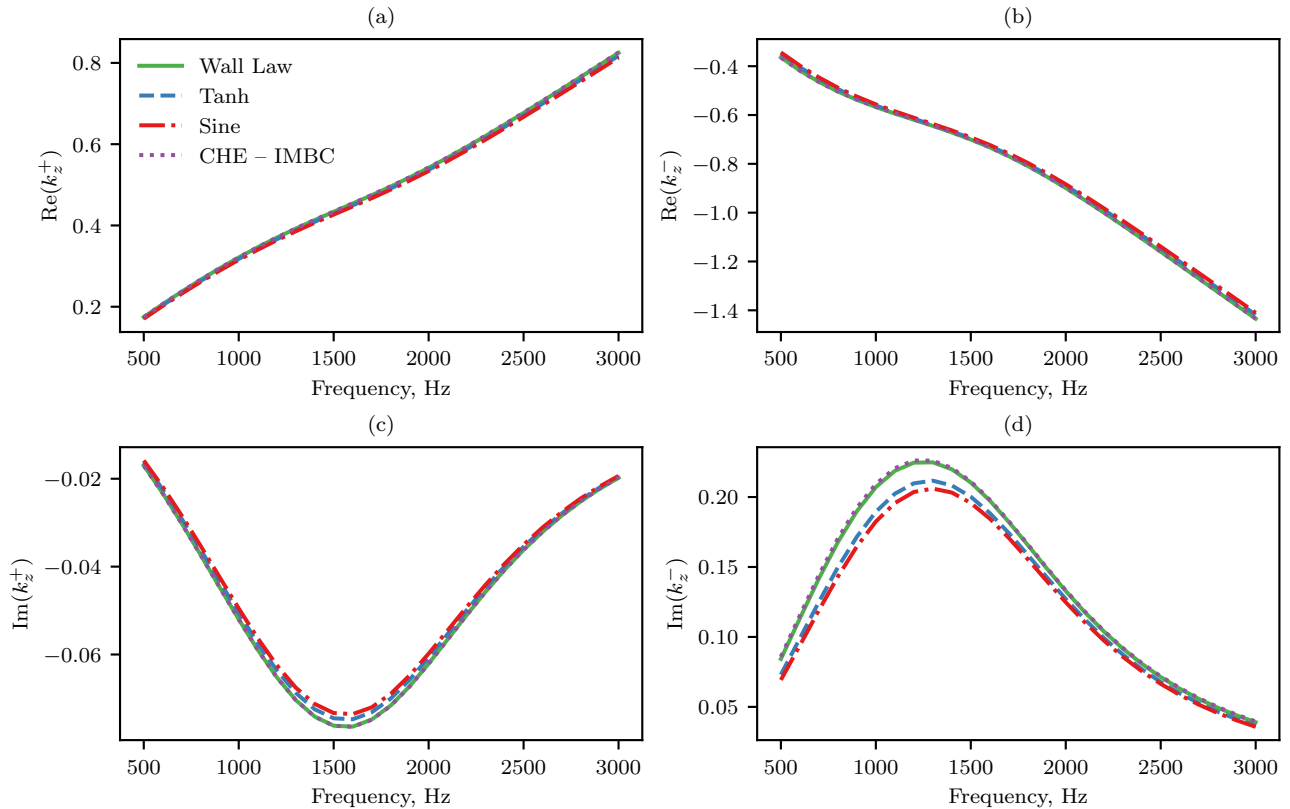 (a)
Re(k_z^+)
0.8
0.6
0.4
0.2
Wall Law
Tanh
Sine
CHE – IMBC
500 1000 1500 2000 2500 3000
Frequency, Hz
(b)
Re(k_z^-)
−0.4
−0.6
−0.8
−1.0
−1.2
−1.4
500 1000 1500 2000 2500 3000
Frequency, Hz
(c)
Im(k_z^+)
−0.02
−0.04
−0.06
500 1000 1500 2000 2500 3000
Frequency, Hz
(d)
Im(k_z^-)
0.20
0.15
0.10
0.05
500 1000 1500 2000 2500 3000
Frequency, Hz